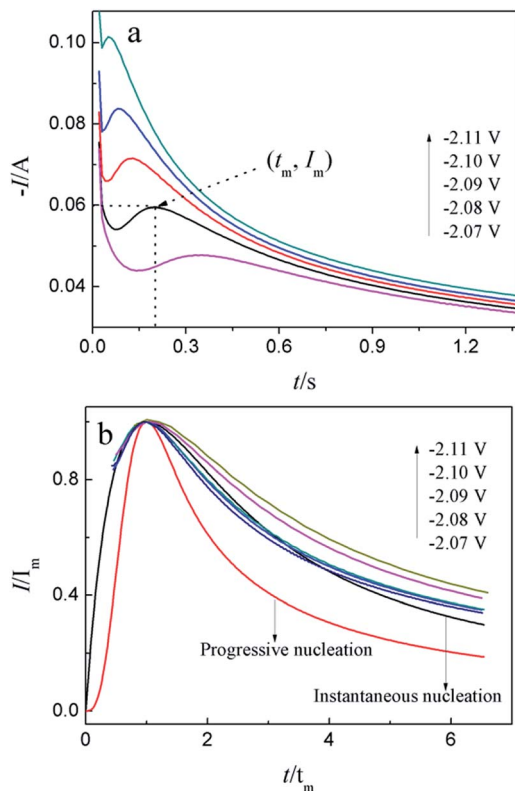 a
0.10
0.08
0.06
0.04
-I/A
(tm, Im)
-2.11 V
-2.10 V
-2.09 V
-2.08 V
-2.07 V
0.0 0.3 0.6 0.9 1.2
t/s
b
0.8
0.4
0.0
I/Im
-2.11 V
-2.10 V
-2.09 V
-2.08 V
-2.07 V
Progressive nucleation
Instantaneous nucleation
0 2 4 6
t/tm